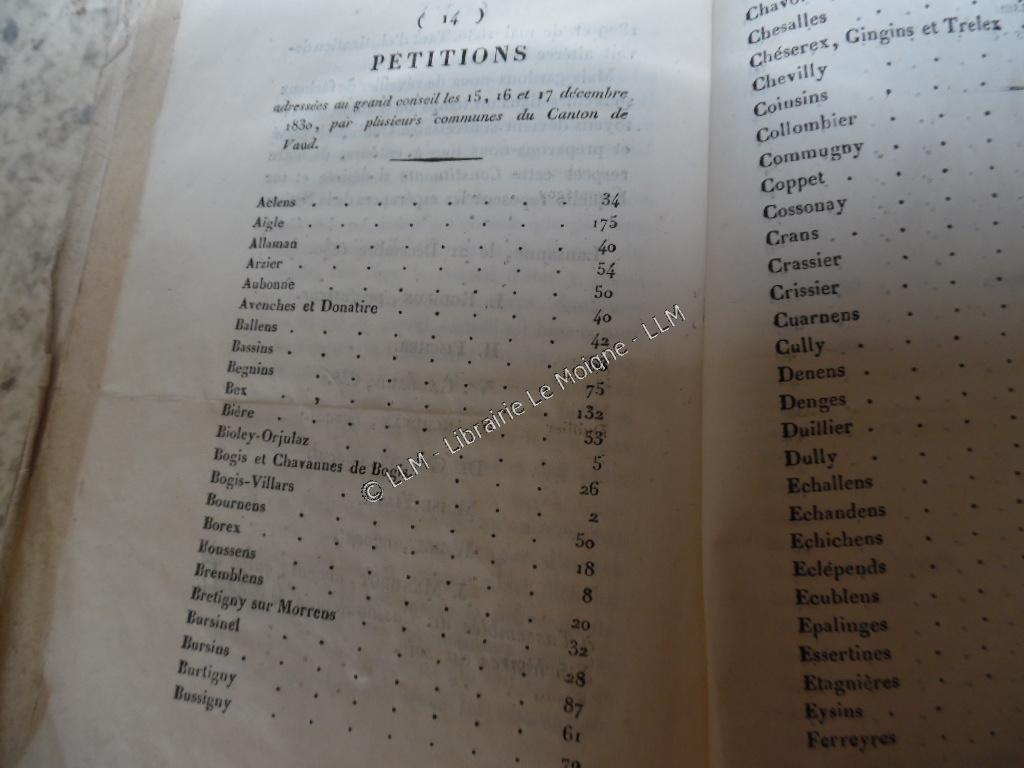 ( 14 )
PETITIONS
adressées au grand conseil les 15, 16 et 17 décembre
1830, par plusieurs communes du Canton de
Vaud.
Aclens . . . . . . . . 34
Aigle . . . . . . . . 175
Allaman . . . . . . . 40
Arzier . . . . . . . . 54
Aubonne . . . . . . . 50
Avenches et Donatire . . . . . 40
Ballens . . . . . . . . 42
Bassins . . . . . . . .
Begnins . . . . . . . . 75
Bex . . . . . . . . 132
Bière . . . . . . . . 53
Bioley-Orjulaz . . . . . . 5
Bogis et Chavannes de Bogis . . . . 26
Bogis-Villars . . . . . . 2
Bournens . . . . . . . 50
Borex . . . . . . . . 18
Boussens . . . . . . . 8
Bremblens . . . . . . . 20
Bretigny sur Morrens . . . . . 32
Bursinel . . . . . . . 28
Bursins . . . . . . . . 87
Burtigny . . . . . . . 61
Bussigny . . . . . . . 70
© LLM - Librairie Le Moigne - LLM
Chesalles
Chéserex, Gingins et Trelex
Chevilly
Coinsins
Collombier
Commugny
Coppet
Cossonay
Crans
Crassier
Crissier
Cuarnens
Cully
Denens
Denges
Duillier
Dully
Echallens
Echandens
Echichens
Eclépends
Ecublens
Epalinges
Essertines
Etagnières
Eysins
Ferreyres